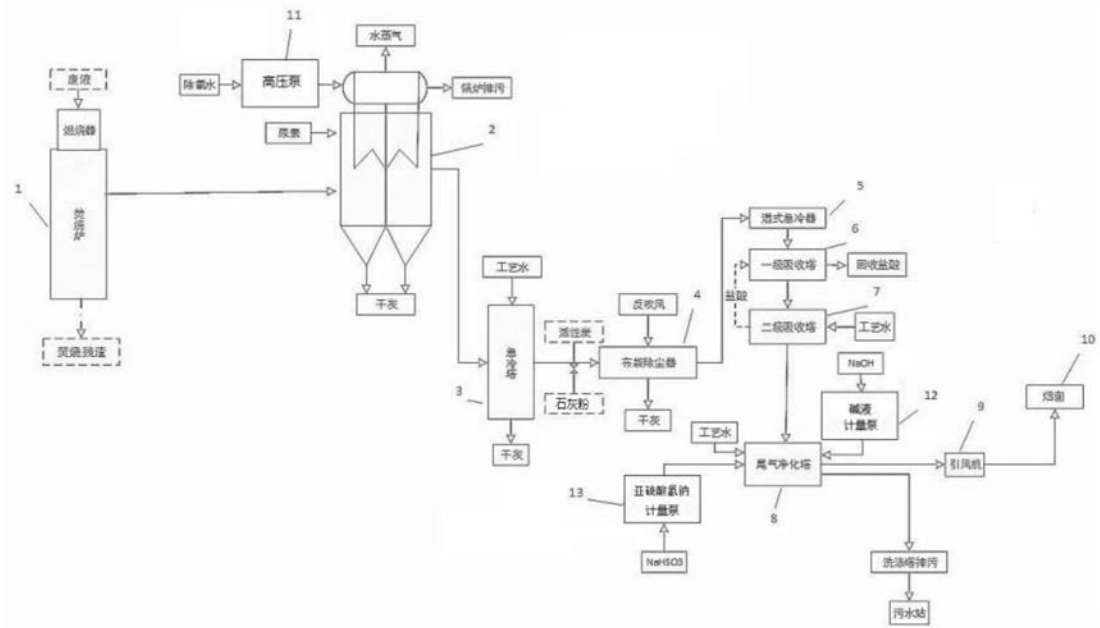 11
水蒸气
废液
除氧水
高压泵
锅炉排污
燃烧器
尿素
2
1
焚烧炉
5
湿式急冷器
6
一级吸收塔
回收盐酸
工艺水
干灰
盐酸
7
反吹风
4
活性炭
二级吸收塔
工艺水
焚烧残渣
急冷塔
布袋除尘器
NaOH
10
烟囱
3
石灰粉
干灰
碱液
计量泵
12
9
工艺水
干灰
尾气净化塔
引风机
13
亚硫酸氢钠
计量泵
8
NaHSO3
洗涤塔排污
污水站